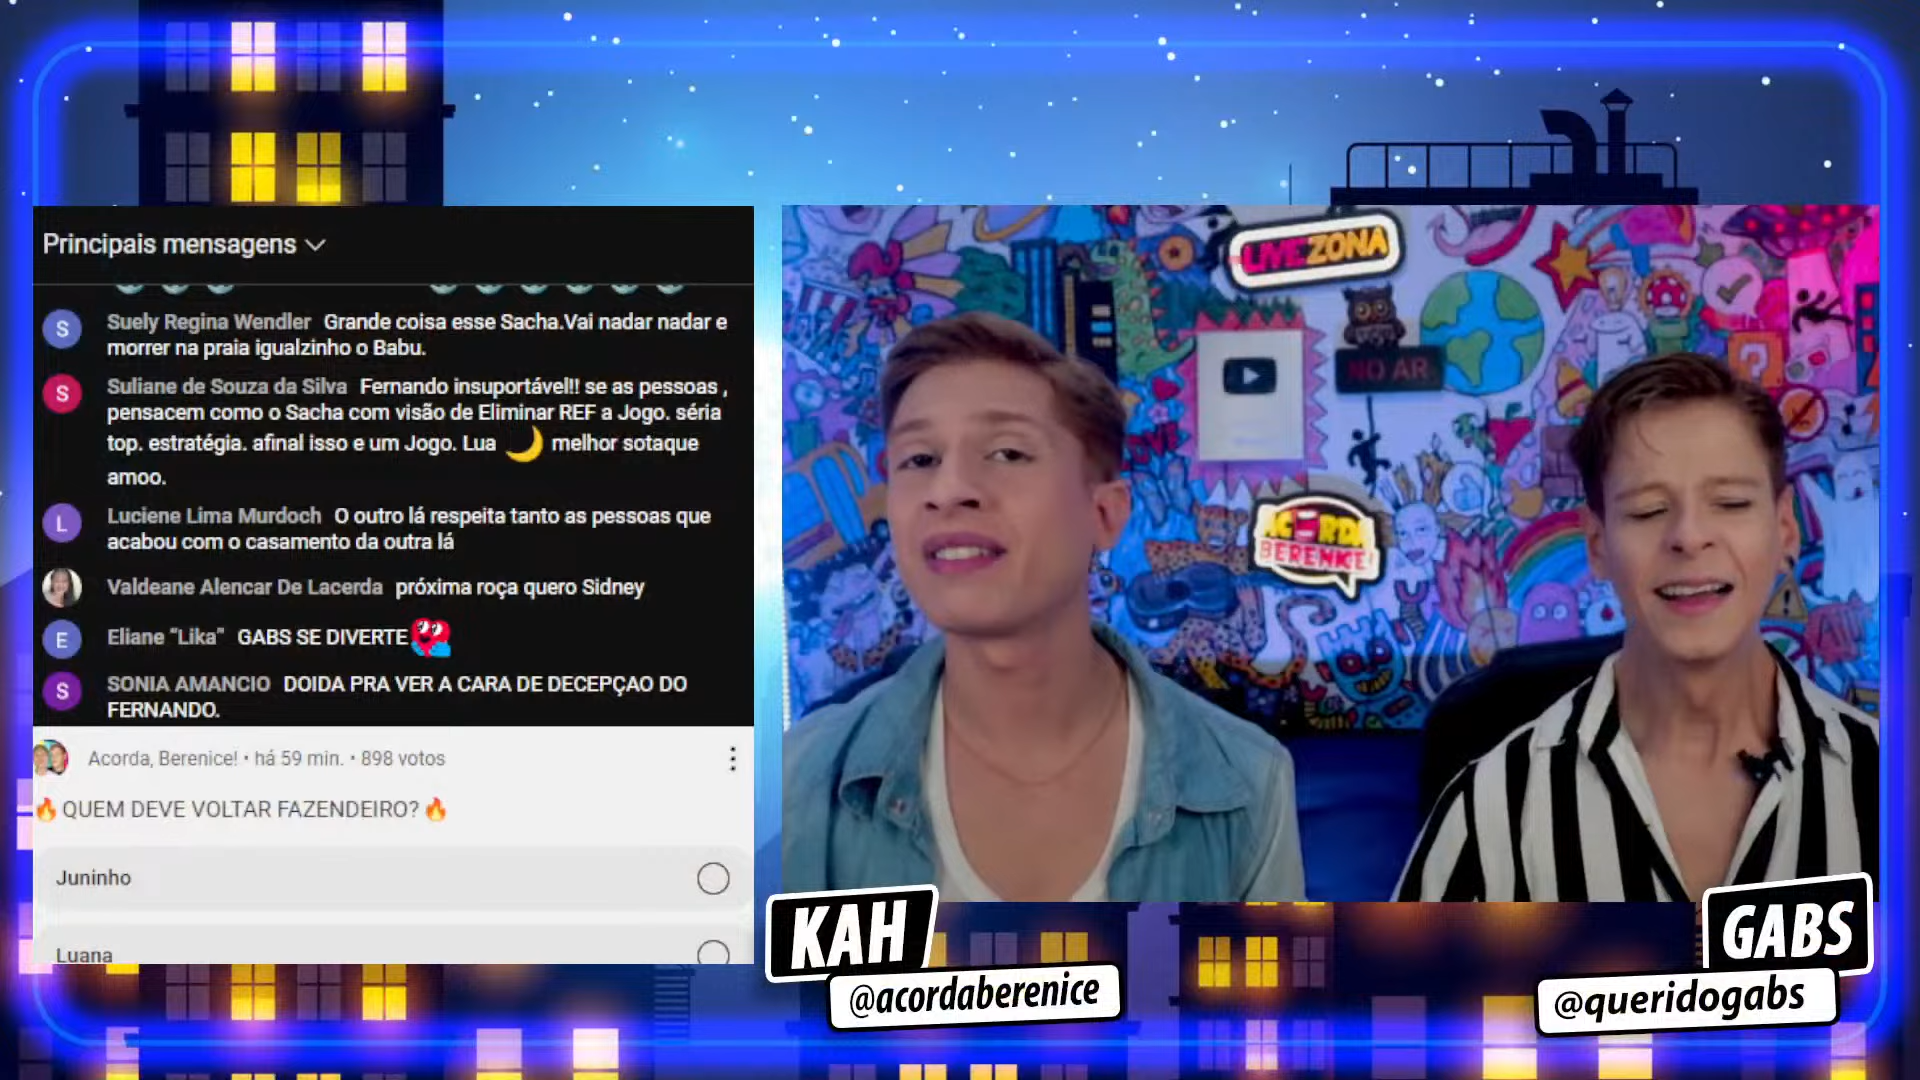 Principais mensagens
Suely Regina Wendler Grande coisa esse Sacha.Vai nadar nadar e
morrer na praia igualzinho o Babu.
Suliane de Souza da Silva Fernando insuportável!! se as pessoas ,
pensacem como o Sacha com visão de Eliminar REF a Jogo. séria
top. estratégia. afinal isso e um Jogo. Lua 🌙 melhor sotaque
amoo.
Luciene Lima Murdoch O outro lá respeita tanto as pessoas que
acabou com o casamento da outra lá
Valdeane Alencar De Lacerda próxima roça quero Sidney
Eliane “Lika” GABS SE DIVERTE
SONIA AMANCIO DOIDA PRA VER A CARA DE DECEPÇAO DO
FERNANDO.
S
S
L
E
S
Acorda, Berenice! • há 59 min. • 898 votos
🔥 QUEM DEVE VOLTAR FAZENDEIRO? 🔥
Juninho
Luana
LIVEZONA
NO AR
ACORDA
BERENICE!
KAH
@acordaberenice
GABS
@queridogabs